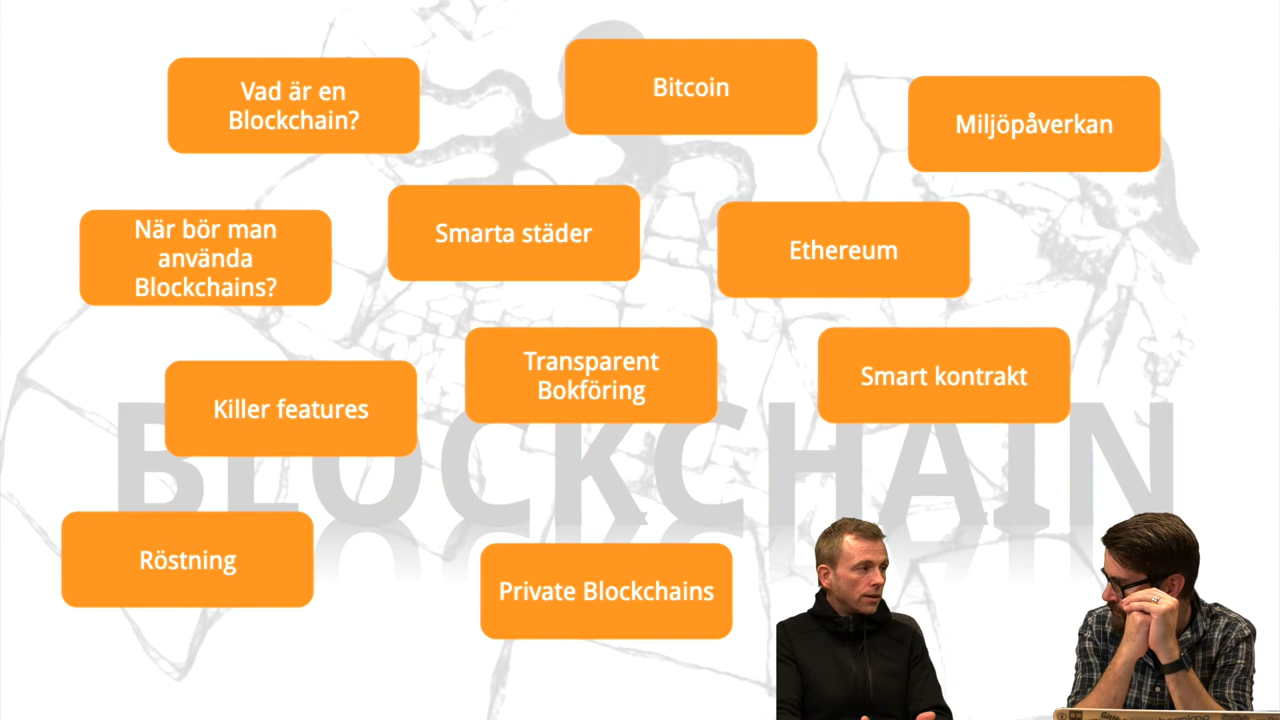 Vad är en
Blockchain?
Bitcoin
Miljöpåverkan
När bör man
använda
Blockchains?
Smarta städer
Ethereum
Killer features
Transparent
Bokföring
Smart kontrakt
BLOCKCHAIN
Röstning
Private Blockchains